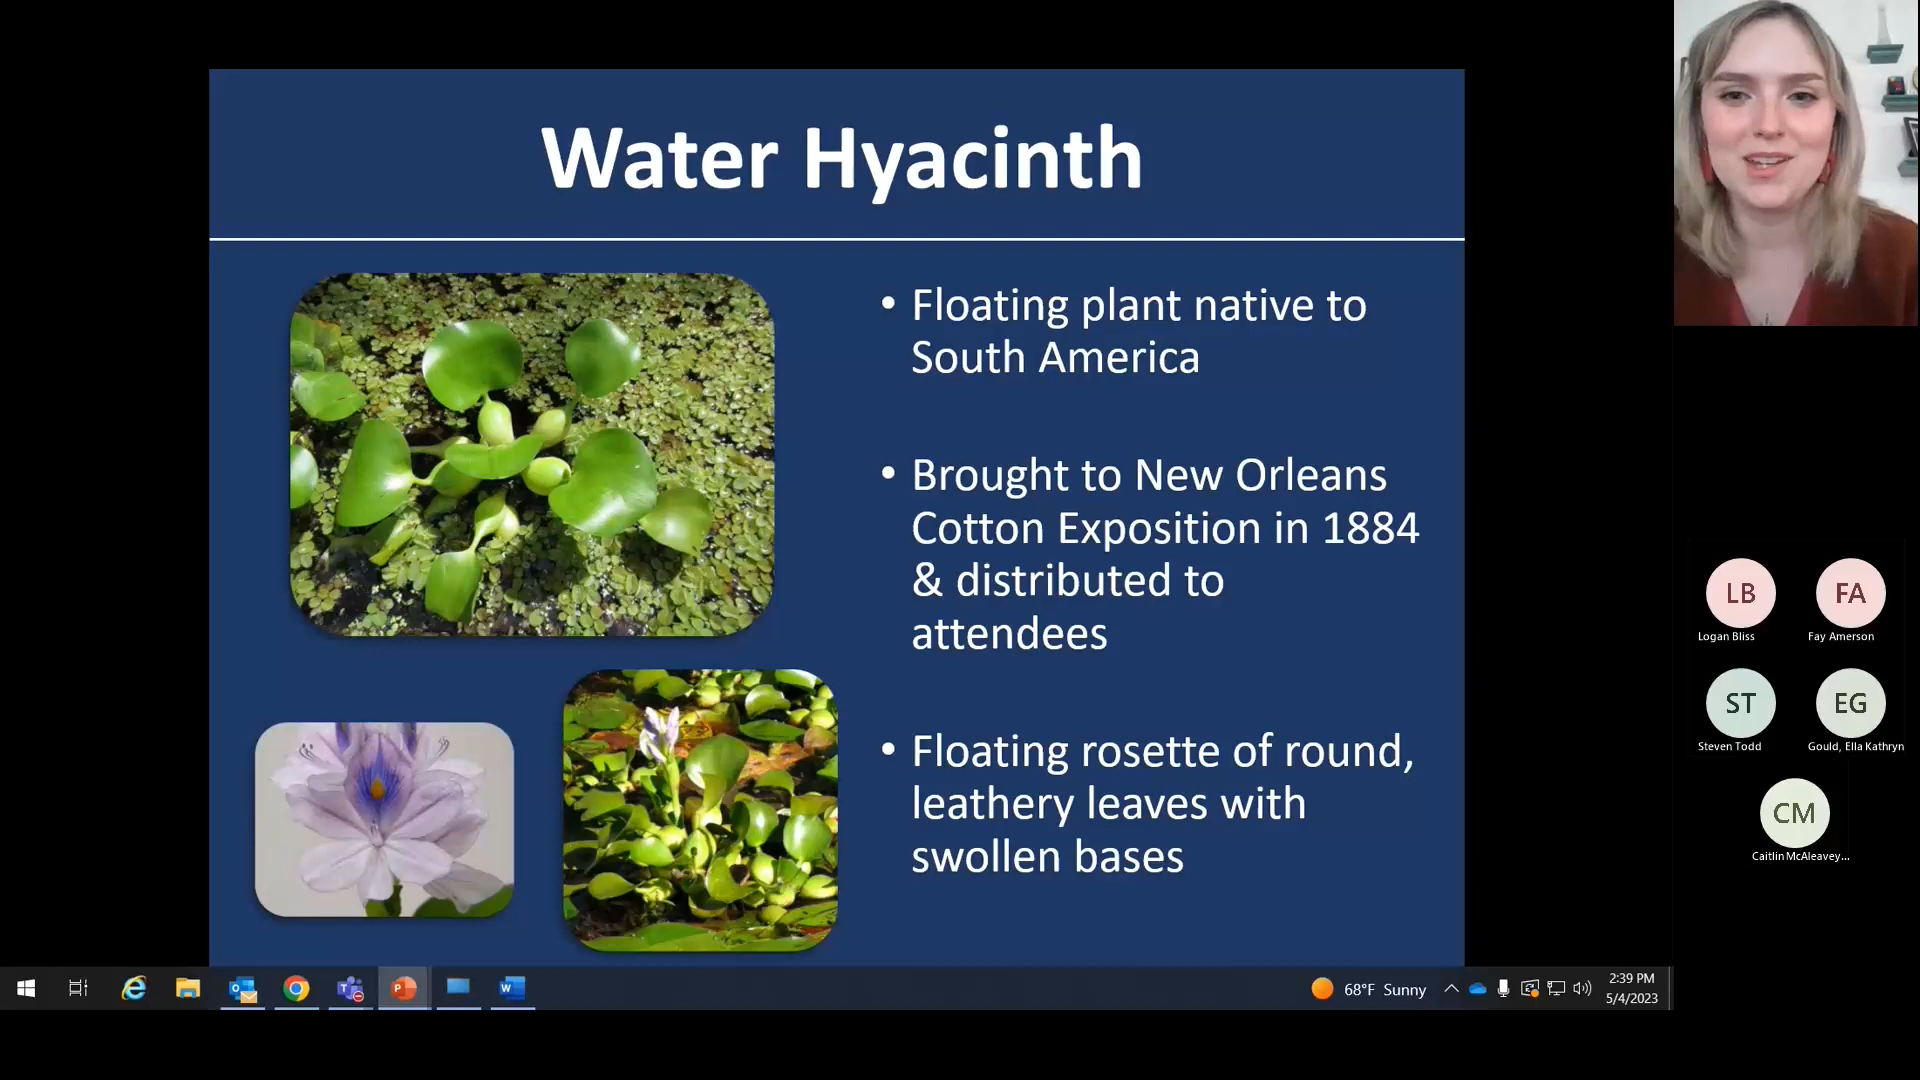 Water Hyacinth
• Floating plant native to
South America
• Brought to New Orleans
Cotton Exposition in 1884
& distributed to
attendees
• Floating rosette of round,
leathery leaves with
swollen bases
LB
FA
Logan Bliss
Fay Amerson
ST
EG
Steven Todd
Gould, Ella Kathryn
CM
Caitlin McAleavey...
68°F Sunny
2:39 PM
5/4/2023